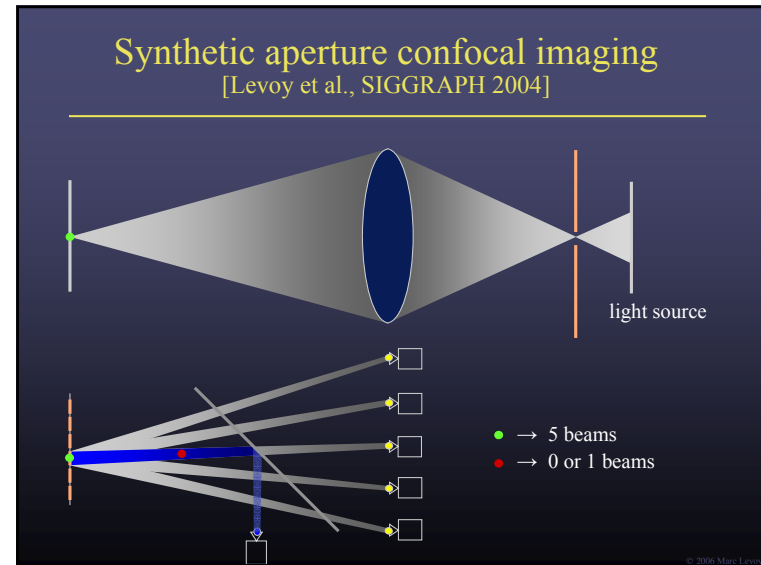 Synthetic aperture confocal imaging
[Levoy et al., SIGGRAPH 2004]
light source
→ 5 beams
→ 0 or 1 beams
© 2006 Marc Levoy